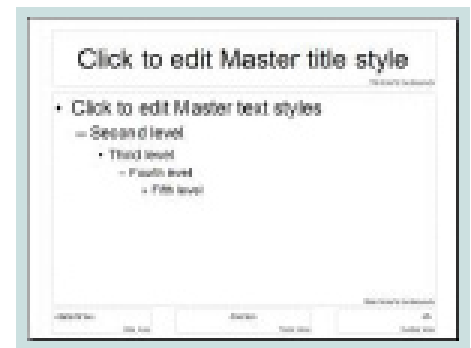 Click to edit Master title style
• Click to edit Master text styles
– Second level
• Third level
– Fourth level
» Fifth level